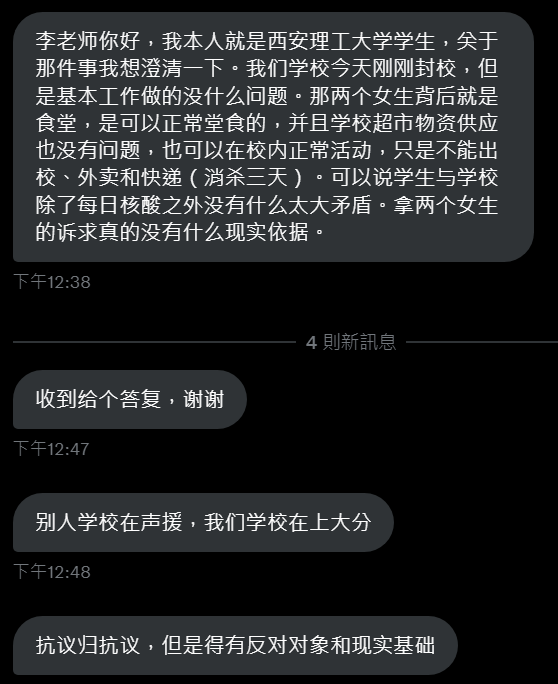 李老师你好，我本人就是西安理工大学学生，关于
那件事我想澄清一下。我们学校今天刚刚封校，但
是基本工作做的没什么问题。那两个女生背后就是
食堂，是可以正常堂食的，并且学校超市物资供应
也没有问题，也可以在校内正常活动，只是不能出
校、外卖和快递（消杀三天）。可以说学生与学校
除了每日核酸之外没有什么太大矛盾。拿两个女生
的诉求真的没有什么现实依据。
下午12:38
4 則新訊息
收到给个答复，谢谢
下午12:47
别人学校在声援，我们学校在上大分
下午12:48
抗议归抗议，但是得有反对对象和现实基础